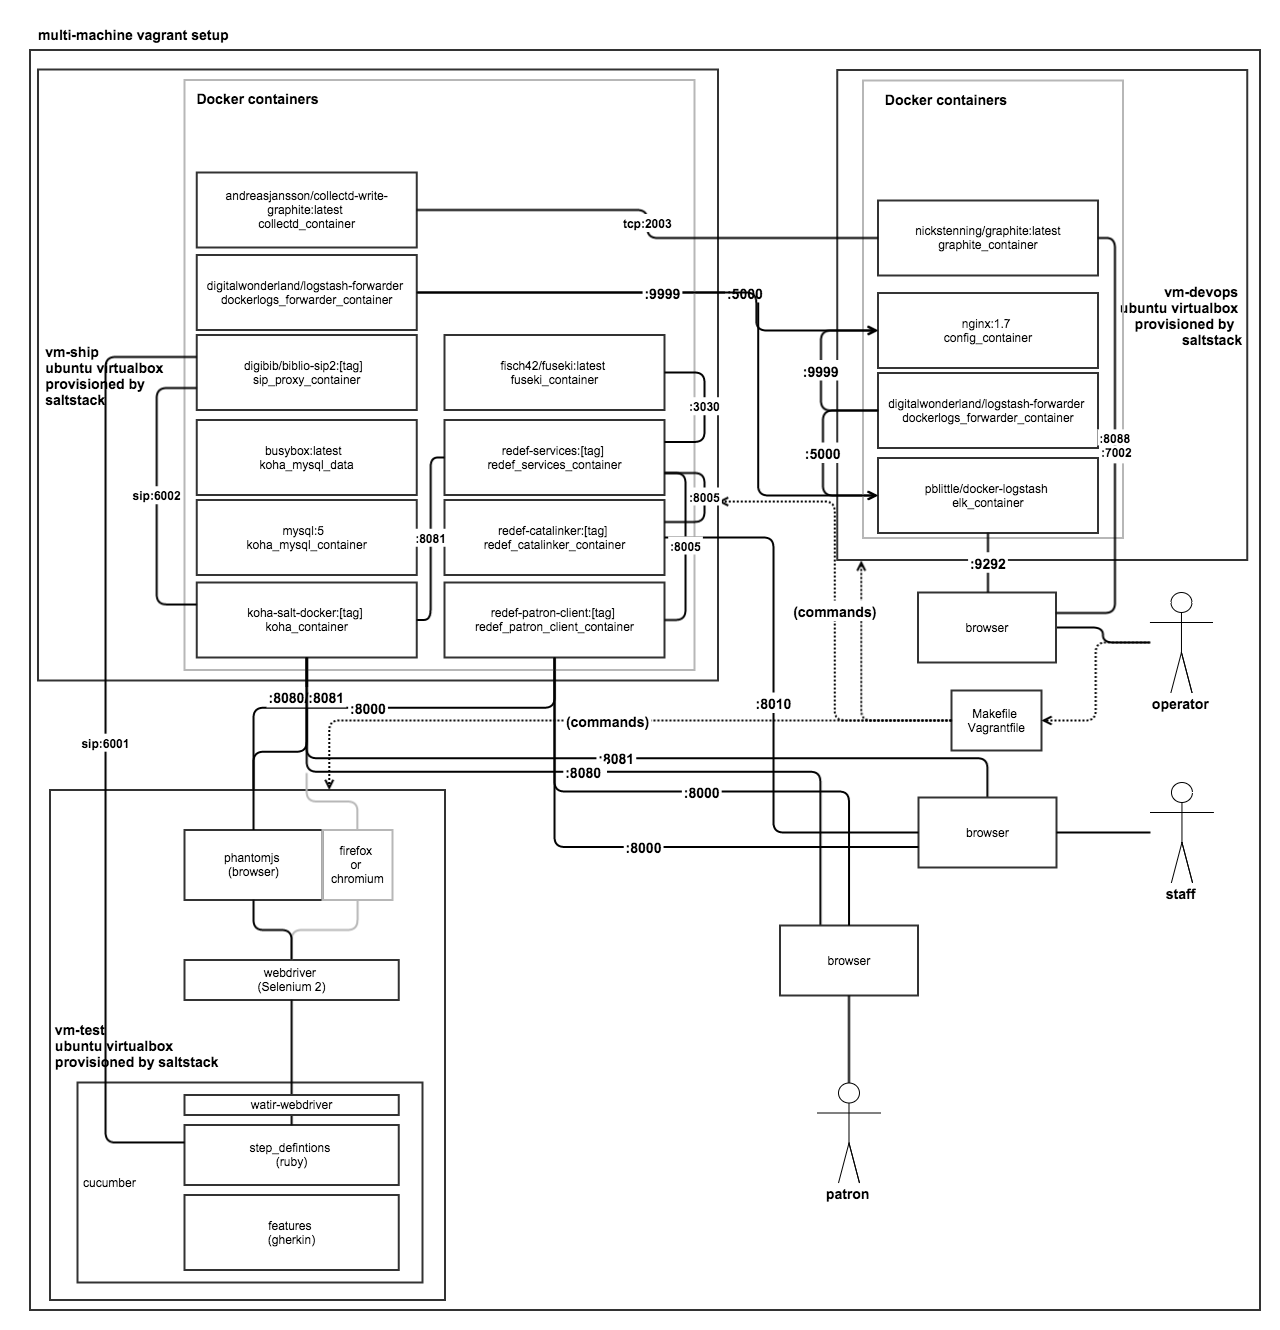 multi-machine vagrant setup
Docker containers
andreasjansson/collectd-write-
graphite:latest
collectd_container
digitalwonderland/logstash-forwarder
dockerlogs_forwarder_container
digibib/biblio-sip2:[tag]
sip_proxy_container
busybox:latest
koha_mysql_data
mysql:5
koha_mysql_container
koha-salt-docker:[tag]
koha_container
fisch42/fuseki:latest
fuseki_container
redef-services:[tag]
redef_services_container
redef-catalinker:[tag]
redef_catalinker_container
redef-patron-client:[tag]
redef_patron_client_container
vm-ship
ubuntu virtualbox
provisioned by
saltstack
sip:6002
:8081
:3030
:8005
:8005
tcp:2003
:9999
:5000
Docker containers
nickstenning/graphite:latest
graphite_container
nginx:1.7
config_container
digitalwonderland/logstash-forwarder
dockerlogs_forwarder_container
pblittle/docker-logstash
elk_container
vm-devops
ubuntu virtualbox
provisioned by
saltstack
:9999
:5000
:8088
:7002
:9292
(commands)
browser
operator
Makefile
Vagrantfile
:8080/:8081
:8000
:8010
(commands)
sip:6001
:8081
:8080
:8000
:8000
browser
staff
phantomjs
(browser)
firefox
or
chromium
browser
webdriver
(Selenium 2)
vm-test
ubuntu virtualbox
provisioned by saltstack
watir-webdriver
step_defintions
(ruby)
cucumber
features
(gherkin)
patron